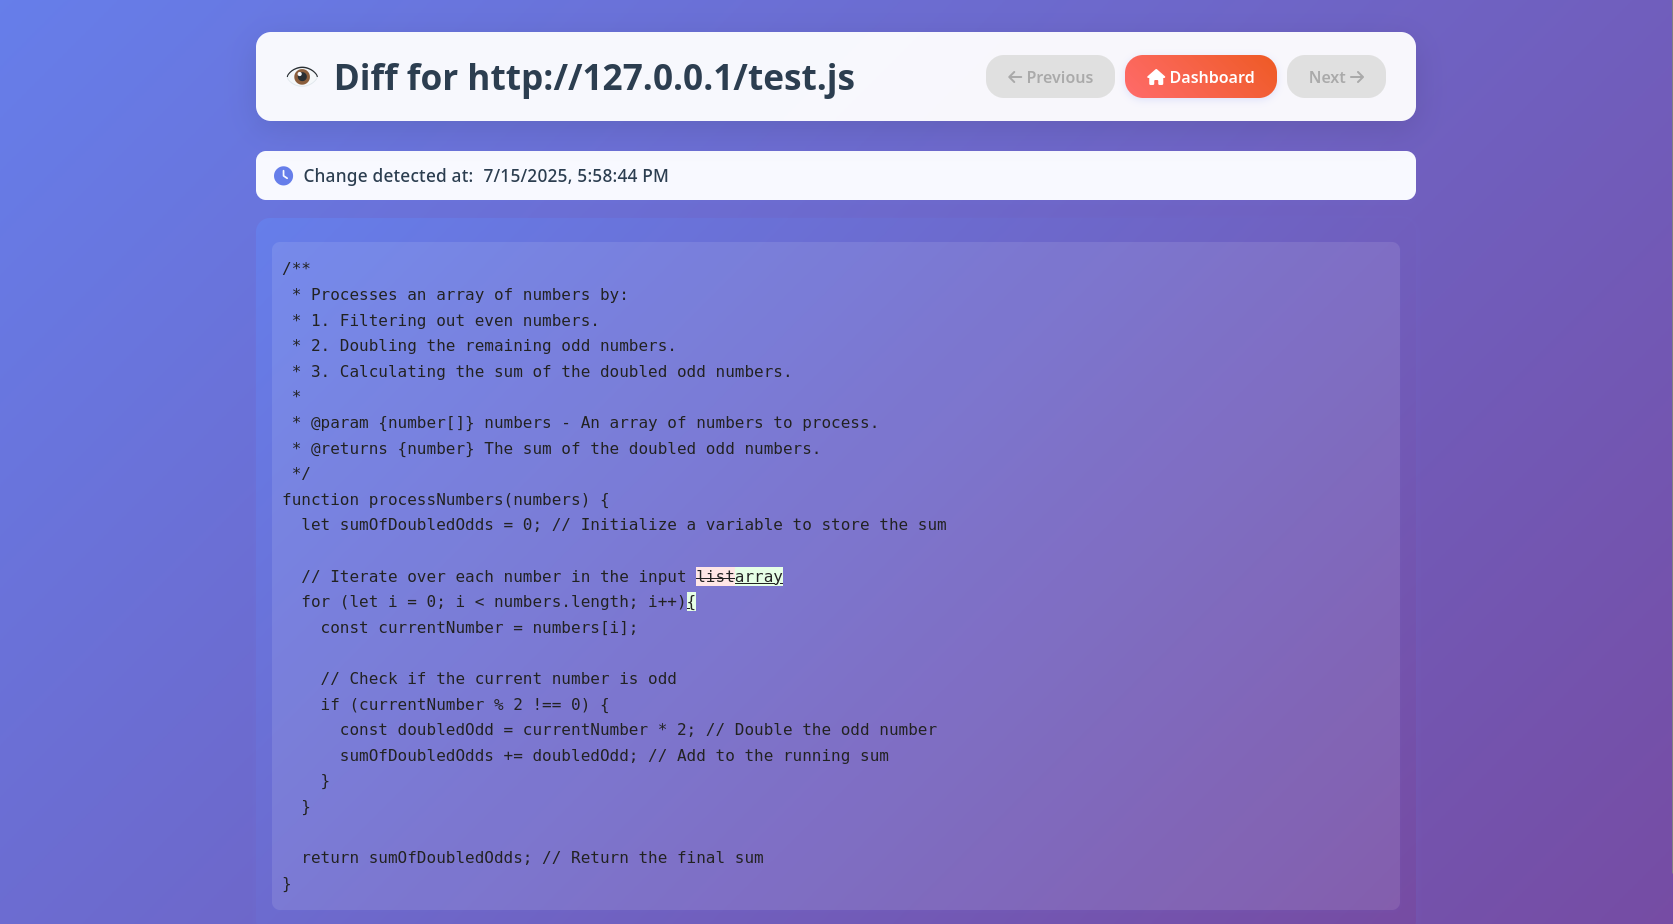 Diff for http://127.0.0.1/test.js
Previous
Dashboard
Next
Change detected at: 7/15/2025, 5:58:44 PM
/**
 * Processes an array of numbers by:
 * 1. Filtering out even numbers.
 * 2. Doubling the remaining odd numbers.
 * 3. Calculating the sum of the doubled odd numbers.
 *
 * @param {number[]} numbers - An array of numbers to process.
 * @returns {number} The sum of the doubled odd numbers.
 */
function processNumbers(numbers) {
  let sumOfDoubledOdds = 0; // Initialize a variable to store the sum

  // Iterate over each number in the input listarray
  for (let i = 0; i < numbers.length; i++){
    const currentNumber = numbers[i];

    // Check if the current number is odd
    if (currentNumber % 2 !== 0) {
      const doubledOdd = currentNumber * 2; // Double the odd number
      sumOfDoubledOdds += doubledOdd; // Add to the running sum
    }
  }

  return sumOfDoubledOdds; // Return the final sum
}